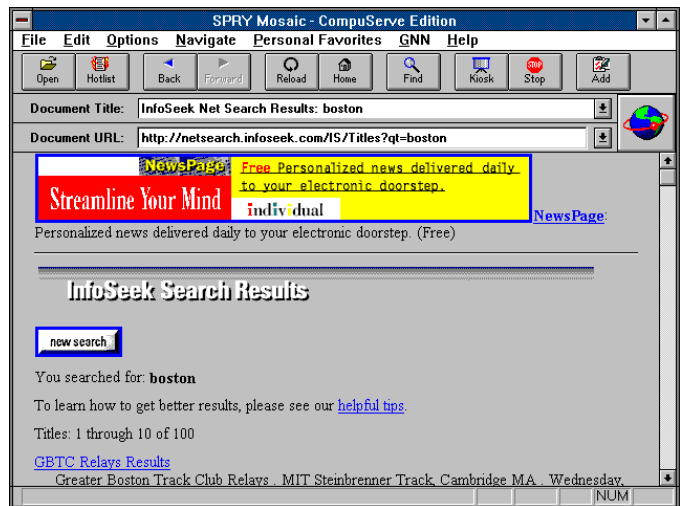 SPRY Mosaic - CompuServe Edition
File Edit Options Navigate Personal Favorites GNN Help
Open Hotlist Back Forward Reload Home Find Kiosk Stop Add
STOP
Document Title: InfoSeek Net Search Results: boston
Document URL: http://netsearch.infoseek.com/IS/Titles?qt=boston
NewsPage
Streamline Your Mind
Free Personalized news delivered daily
to your electronic doorstep.
individual
NewsPage:
Personalized news delivered daily to your electronic doorstep. (Free)
InfoSeek Search Results
new search
You searched for: boston
To learn how to get better results, please see our helpful tips.
Titles: 1 through 10 of 100
GBTC Relays Results
Greater Boston Track Club Relays . MIT Steinbrenner Track, Cambridge MA . Wednesday,
NUM